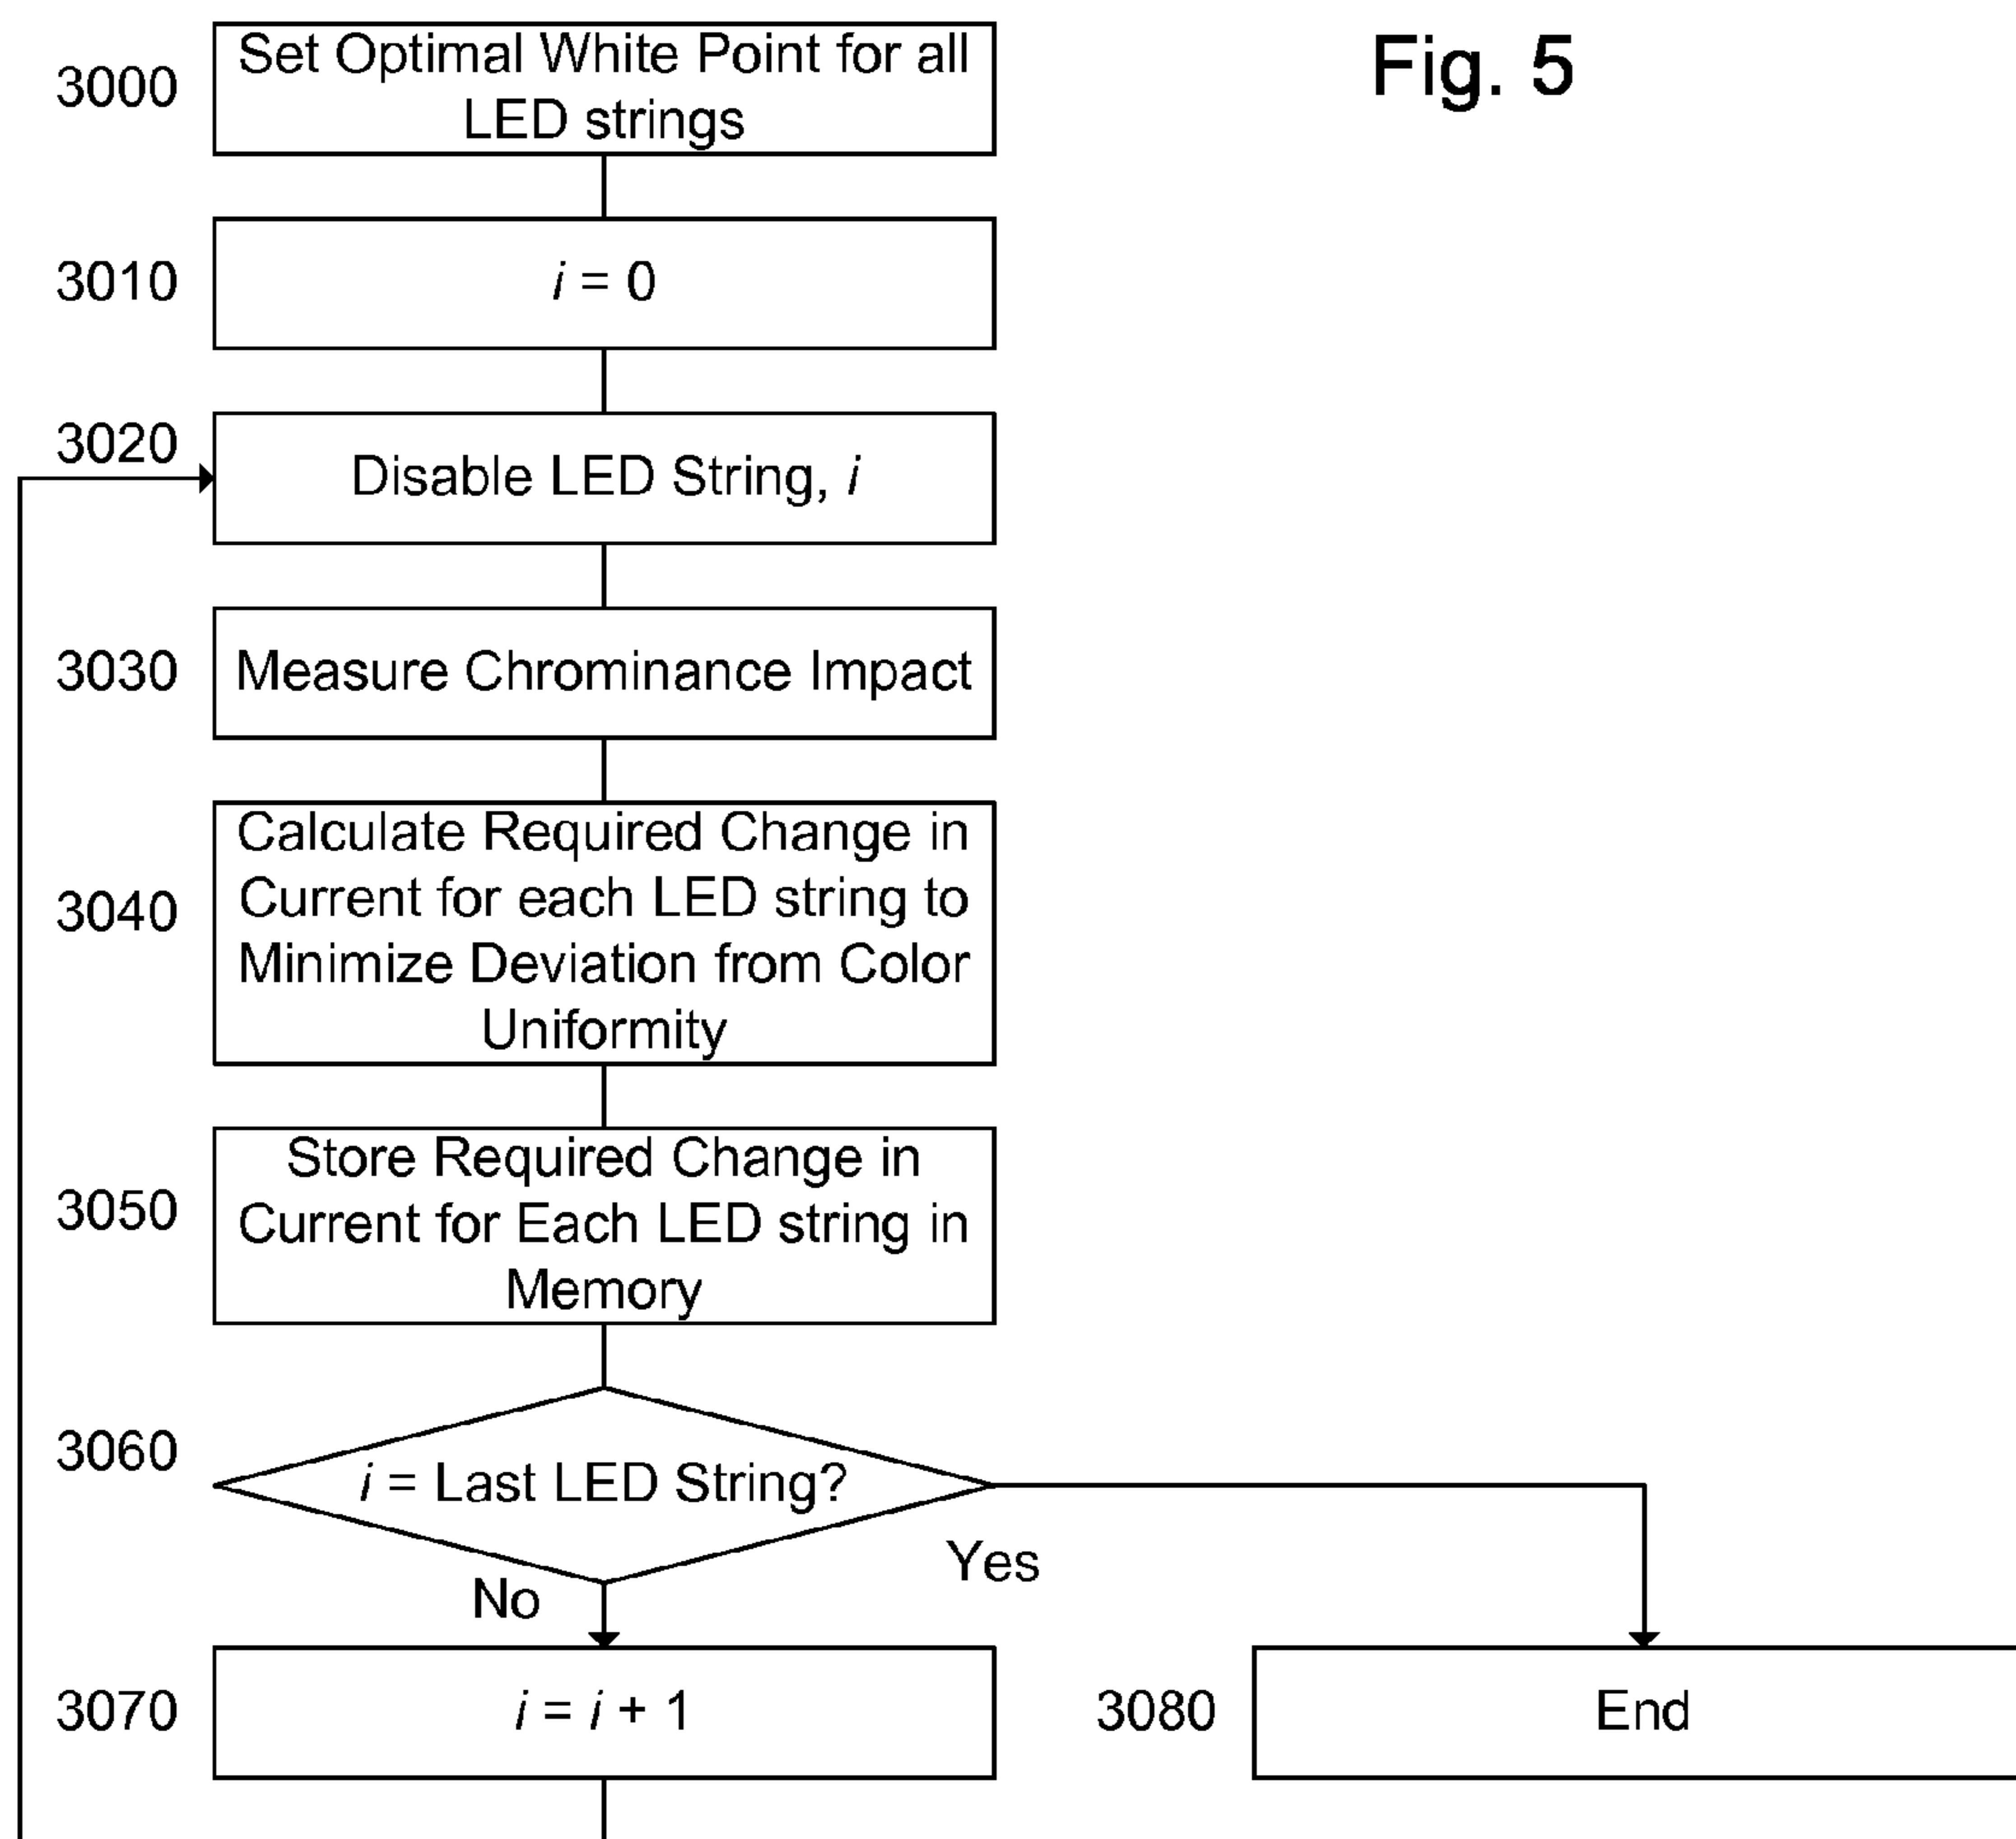 Fig. 5
3000
Set Optimal White Point for all
LED strings
3010
i = 0
3020
Disable LED String, i
3030
Measure Chrominance Impact
3040
Calculate Required Change in
Current for each LED string to
Minimize Deviation from Color
Uniformity
3050
Store Required Change in
Current for Each LED string in
Memory
3060
i = Last LED String?
Yes
No
3070
i = i + 1
3080
End